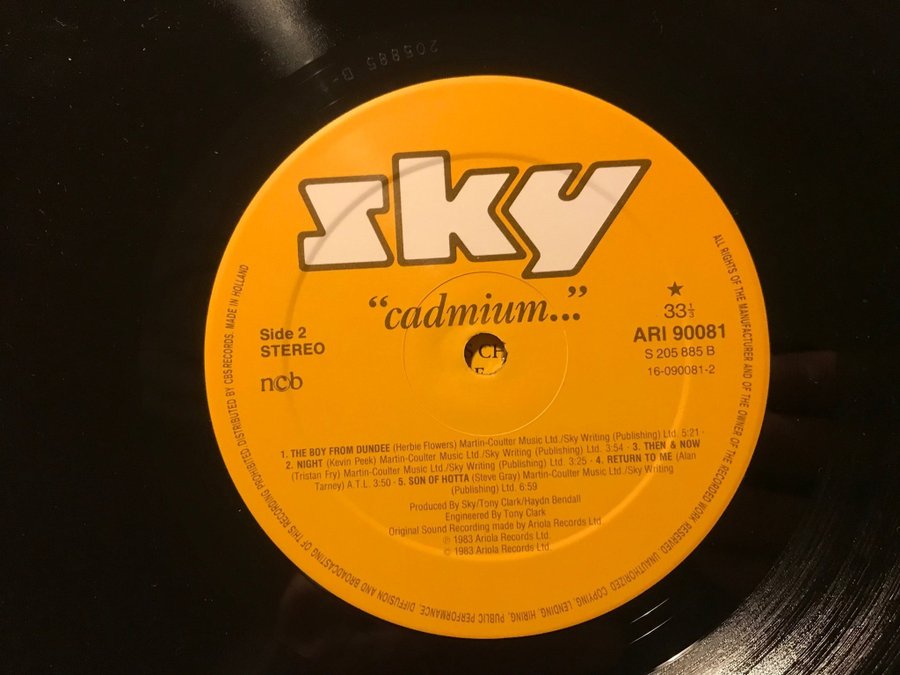 205885 B-1
sky
“cadmium...”
Side 2
STEREO
ncb
★
33⅓
ARI 90081
S 205 885 B
16-090081-2
CH
1. THE BOY FROM DUNDEE (Herbie Flowers) Martin-Coulter Music Ltd./Sky Writing (Publishing) Ltd. 5:21 ·
2. NIGHT (Kevin Peek) Martin-Coulter Music Ltd./Sky Writing (Publishing) Ltd. 3:54 · 3. THEN & NOW
(Tristan Fry) Martin-Coulter Music Ltd./Sky Writing (Publishing) Ltd. 3:25 · 4. RETURN TO ME (Alan
Tarney) A.T.L. 3:50 · 5. SON OF HOTTA (Steve Gray) Martin-Coulter Music Ltd./Sky Writing
(Publishing) Ltd. 6:59
Produced By Sky/Tony Clark/Haydn Bendall
Engineered By Tony Clark
Original Sound Recording made by Ariola Records Ltd
℗ 1983 Ariola Records Ltd
© 1983 Ariola Records Ltd
ALL RIGHTS OF THE MANUFACTURER AND OF THE OWNER OF THE RECORDED WORK RESERVED. UNAUTHORIZED COPYING, LENDING, HIRING, PUBLIC PERFORMANCE, DIFFUSION AND BROADCASTING OF THIS RECORDING PROHIBITED. DISTRIBUTED BY CBS RECORDS. MADE IN HOLLAND